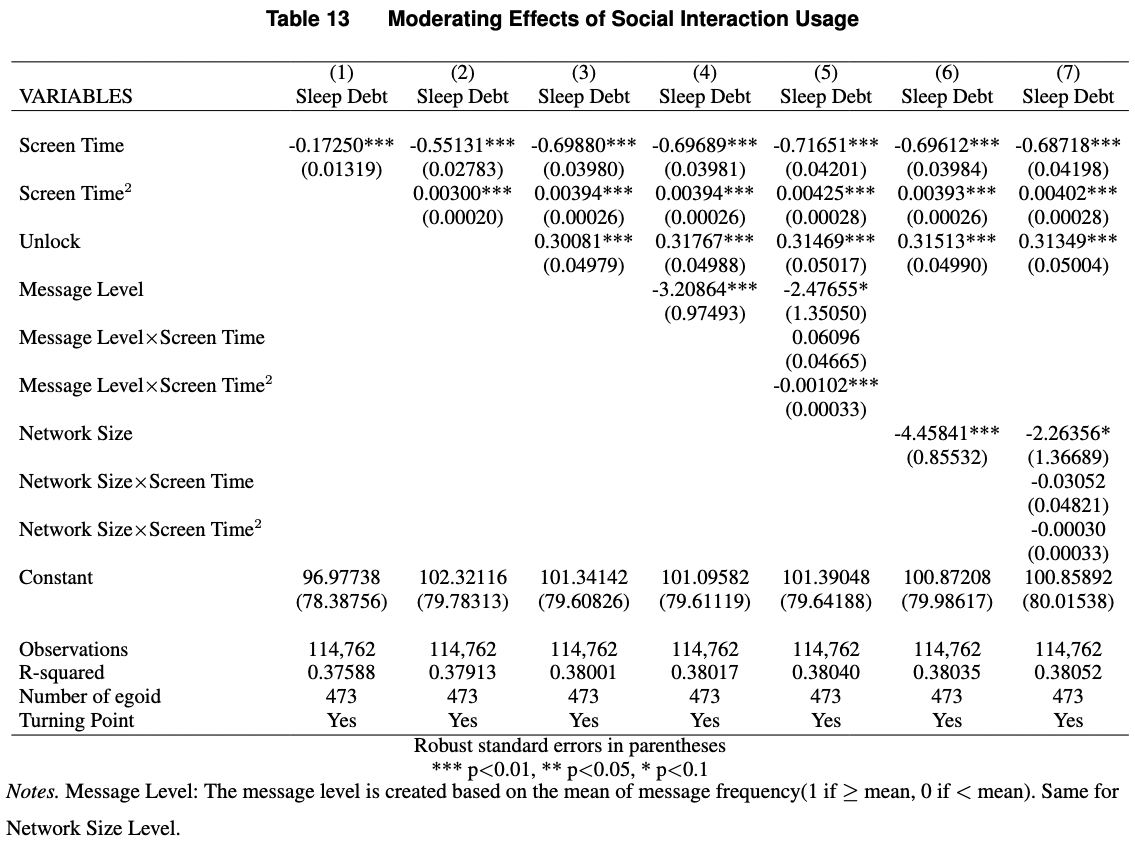 Table 13 Moderating Effects of Social Interaction Usage
(1) (2) (3) (4) (5) (6) (7)
VARIABLES Sleep Debt Sleep Debt Sleep Debt Sleep Debt Sleep Debt Sleep Debt Sleep Debt
Screen Time -0.17250*** -0.55131*** -0.69880*** -0.69689*** -0.71651*** -0.69612*** -0.68718***
(0.01319) (0.02783) (0.03980) (0.03981) (0.04201) (0.03984) (0.04198)
Screen Time² 0.00300*** 0.00394*** 0.00394*** 0.00425*** 0.00393*** 0.00402***
(0.00020) (0.00026) (0.00026) (0.00028) (0.00026) (0.00028)
Unlock 0.30081*** 0.31767*** 0.31469*** 0.31513*** 0.31349***
(0.04979) (0.04988) (0.05017) (0.04990) (0.05004)
Message Level -3.20864*** -2.47655*
(0.97493) (1.35050)
Message Level×Screen Time 0.06096
(0.04665)
Message Level×Screen Time² -0.00102***
(0.00033)
Network Size -4.45841*** -2.26356*
(0.85532) (1.36689)
Network Size×Screen Time -0.03052
(0.04821)
Network Size×Screen Time² -0.00030
(0.00033)
Constant 96.97738 102.32116 101.34142 101.09582 101.39048 100.87208 100.85892
(78.38756) (79.78313) (79.60826) (79.61119) (79.64188) (79.98617) (80.01538)
Observations 114,762 114,762 114,762 114,762 114,762 114,762 114,762
R-squared 0.37588 0.37913 0.38001 0.38017 0.38040 0.38035 0.38052
Number of egoid 473 473 473 473 473 473 473
Turning Point Yes Yes Yes Yes Yes Yes Yes
Robust standard errors in parentheses
*** p<0.01, ** p<0.05, * p<0.1
Notes. Message Level: The message level is created based on the mean of message frequency(1 if ≥ mean, 0 if < mean). Same for
Network Size Level.